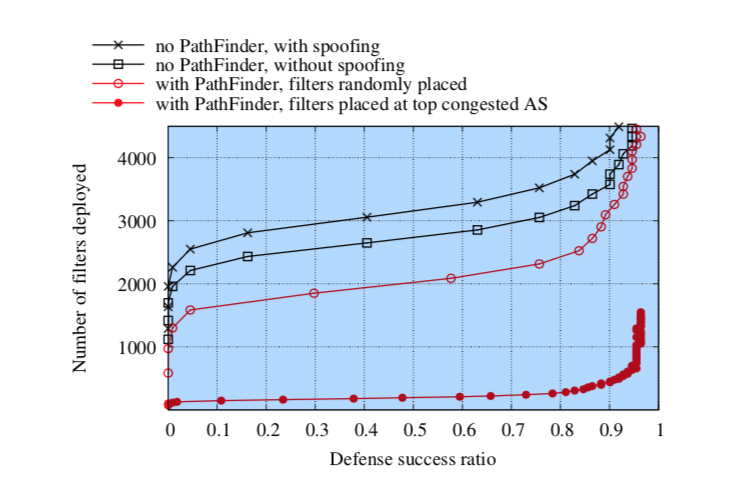 no PathFinder, with spoofing
no PathFinder, without spoofing
with PathFinder, filters randomly placed
with PathFinder, filters placed at top congested AS
Number of filters deployed
4000
3000
2000
1000
0 0.1 0.2 0.3 0.4 0.5 0.6 0.7 0.8 0.9 1
Defense success ratio